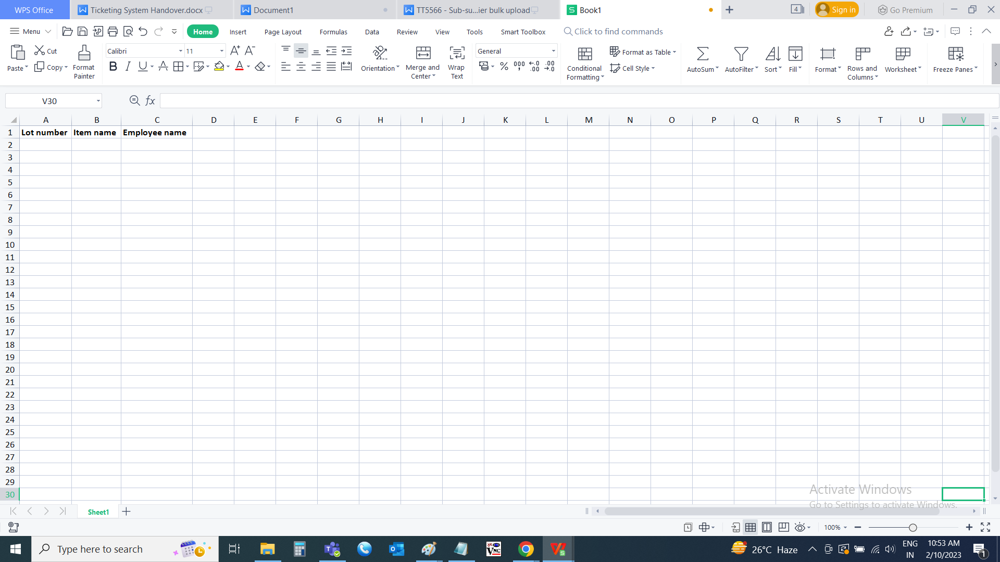 WPS Office
Ticketing System Handover.docx
Document1
TT5566 - Sub-su...ier bulk upload
Book1
4
Sign in
Go Premium
Menu
Home
Insert
Page Layout
Formulas
Data
Review
View
Tools
Smart Toolbox
Click to find commands
Paste
Cut
Copy
Format
Painter
Calibri
11
Orientation
Merge and
Center
Wrap
Text
General
Conditional
Formatting
Format as Table
Cell Style
AutoSum
AutoFilter
Sort
Fill
Format
Rows and
Columns
Worksheet
Freeze Panes
V30
fx
A B C D E F G H I J K L M N O P Q R S T U V
1 Lot number Item name Employee name
2
3
4
5
6
7
8
9
10
11
12
13
14
15
16
17
18
19
20
21
22
23
24
25
26
27
28
29
30
Activate Windows
Go to Settings to activate Windows.
Sheet1
100%
Type here to search
26°C Haze
ENG
IN
10:53 AM
2/10/2023
1